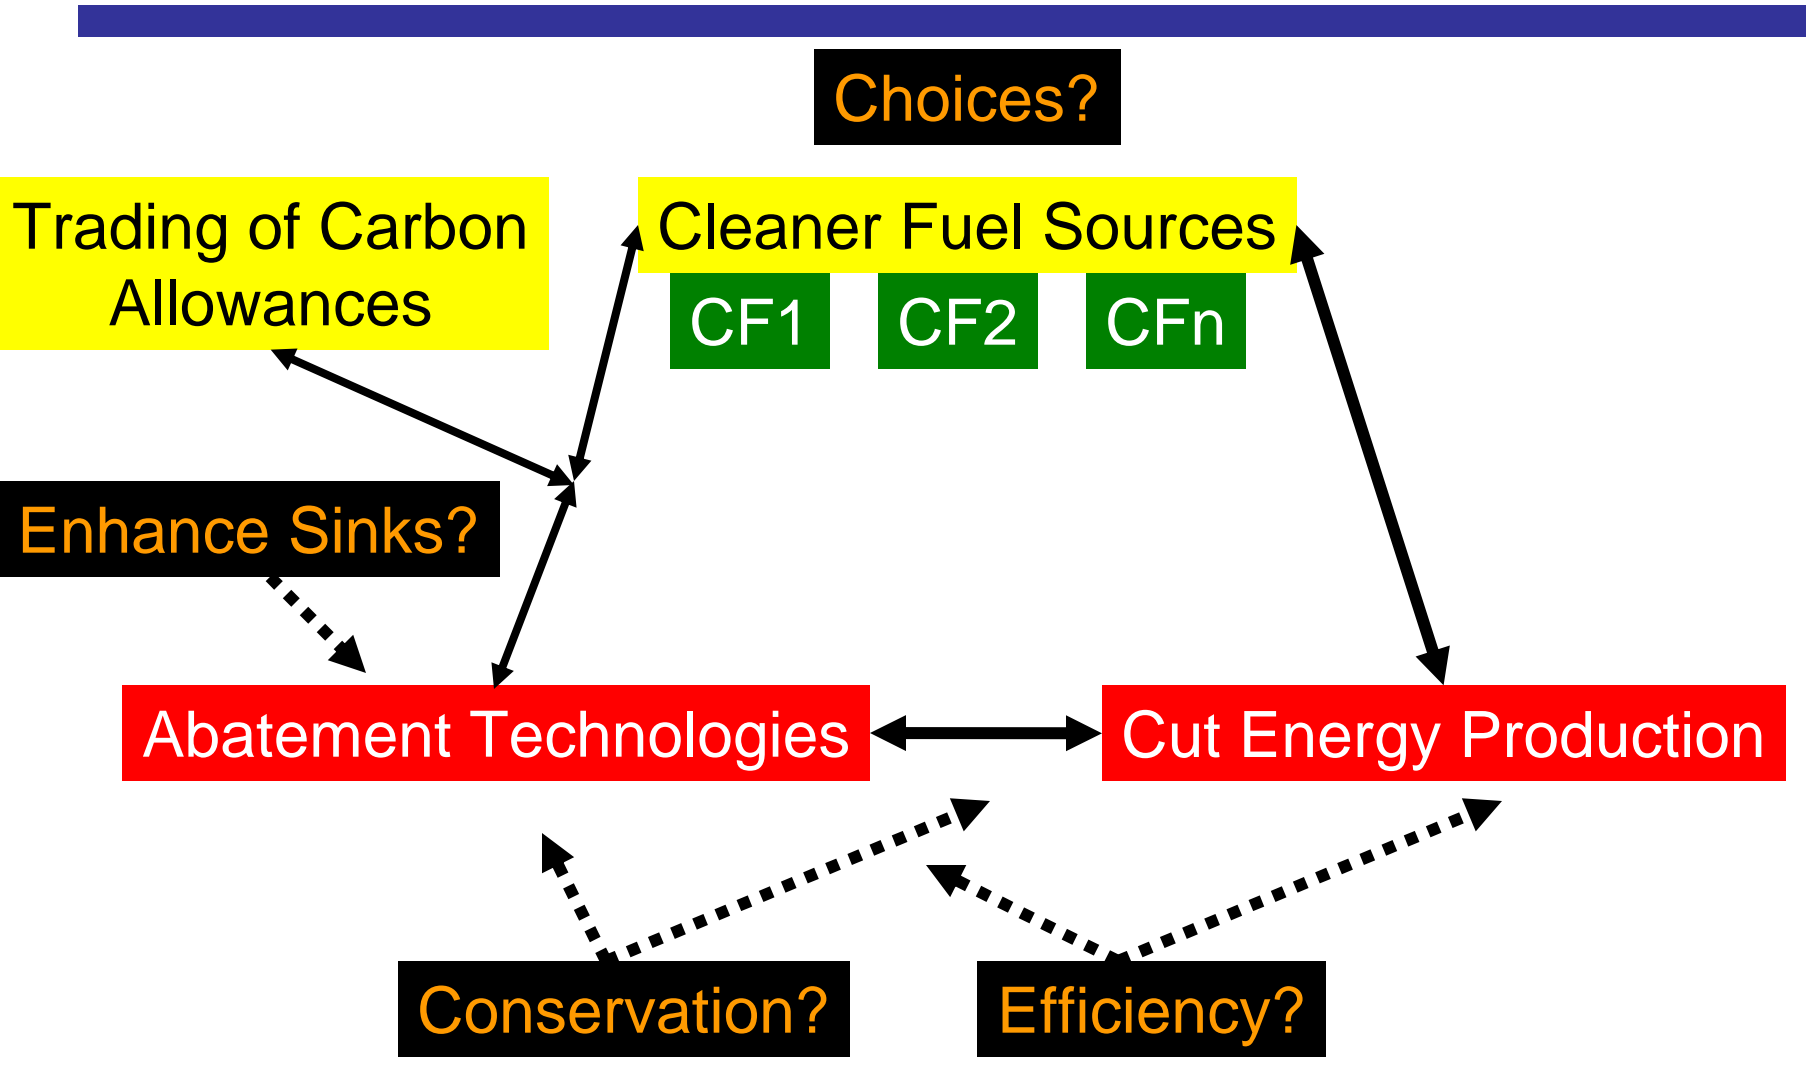 Choices?
Trading of Carbon
Allowances
Cleaner Fuel Sources
CF1
CF2
CFn
Enhance Sinks?
Abatement Technologies
Cut Energy Production
Conservation?
Efficiency?